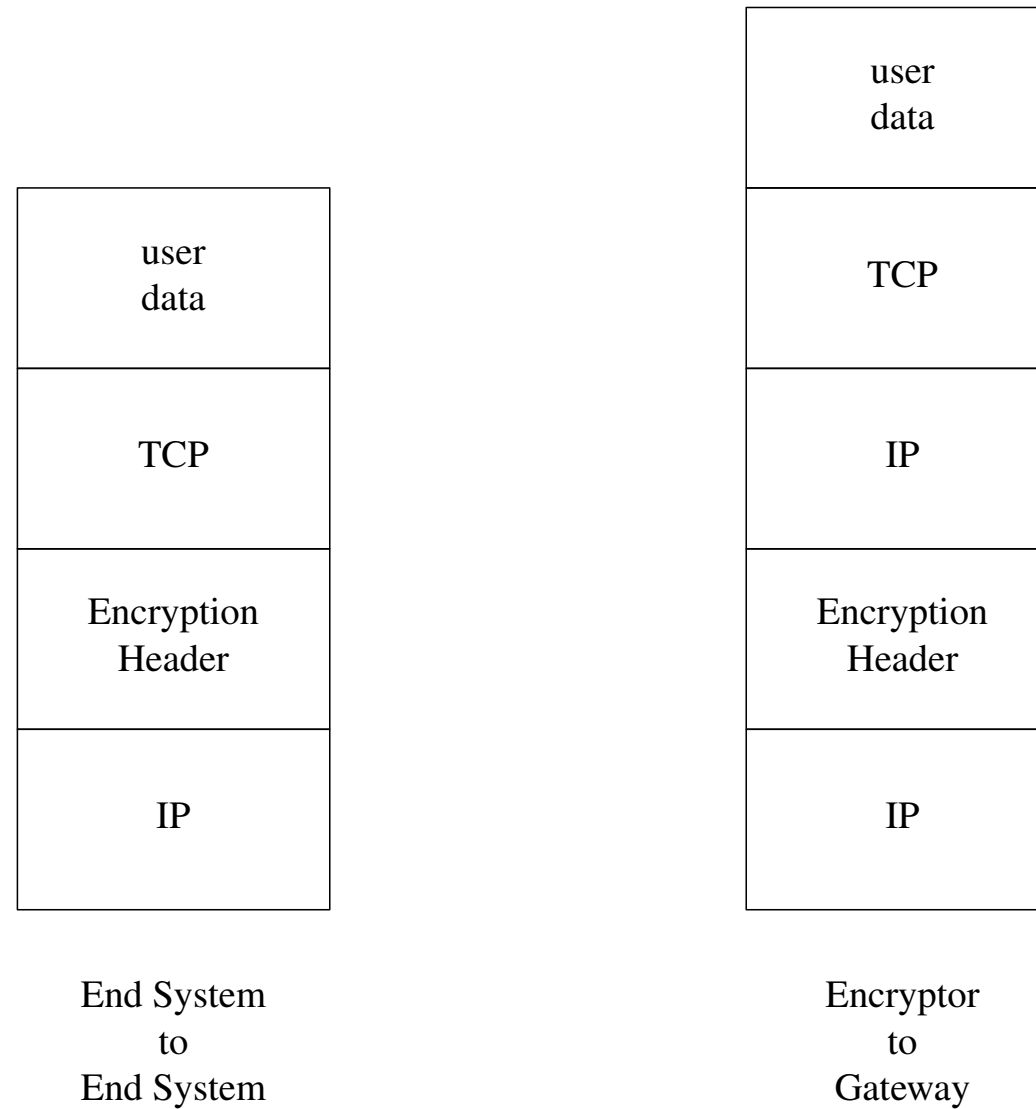 user
data
TCP
Encryption
Header
IP
End System
to
End System
user
data
TCP
IP
Encryption
Header
IP
Encryptor
to
Gateway